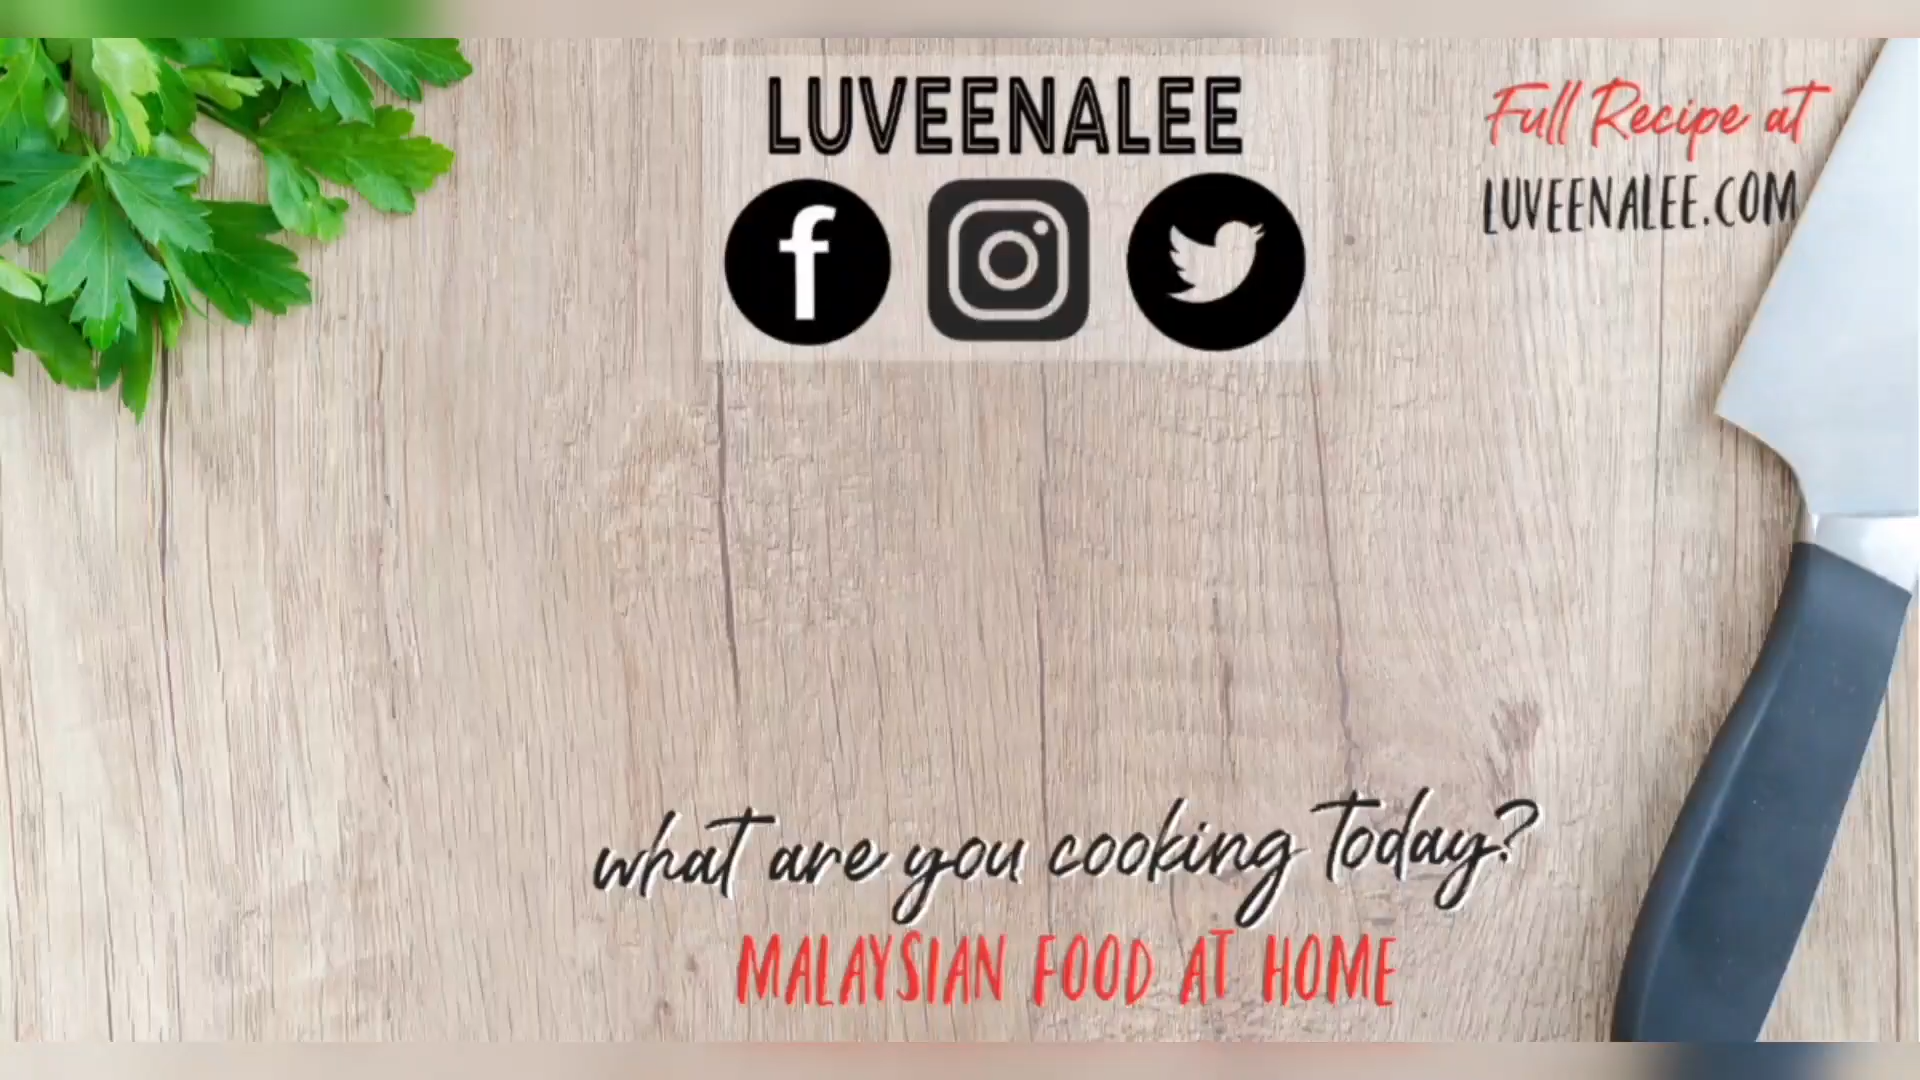 LUVEENALEE
Full Recipe at
LUVEENALEE.COM
what are you cooking today?
MALAYSIAN FOOD AT HOME